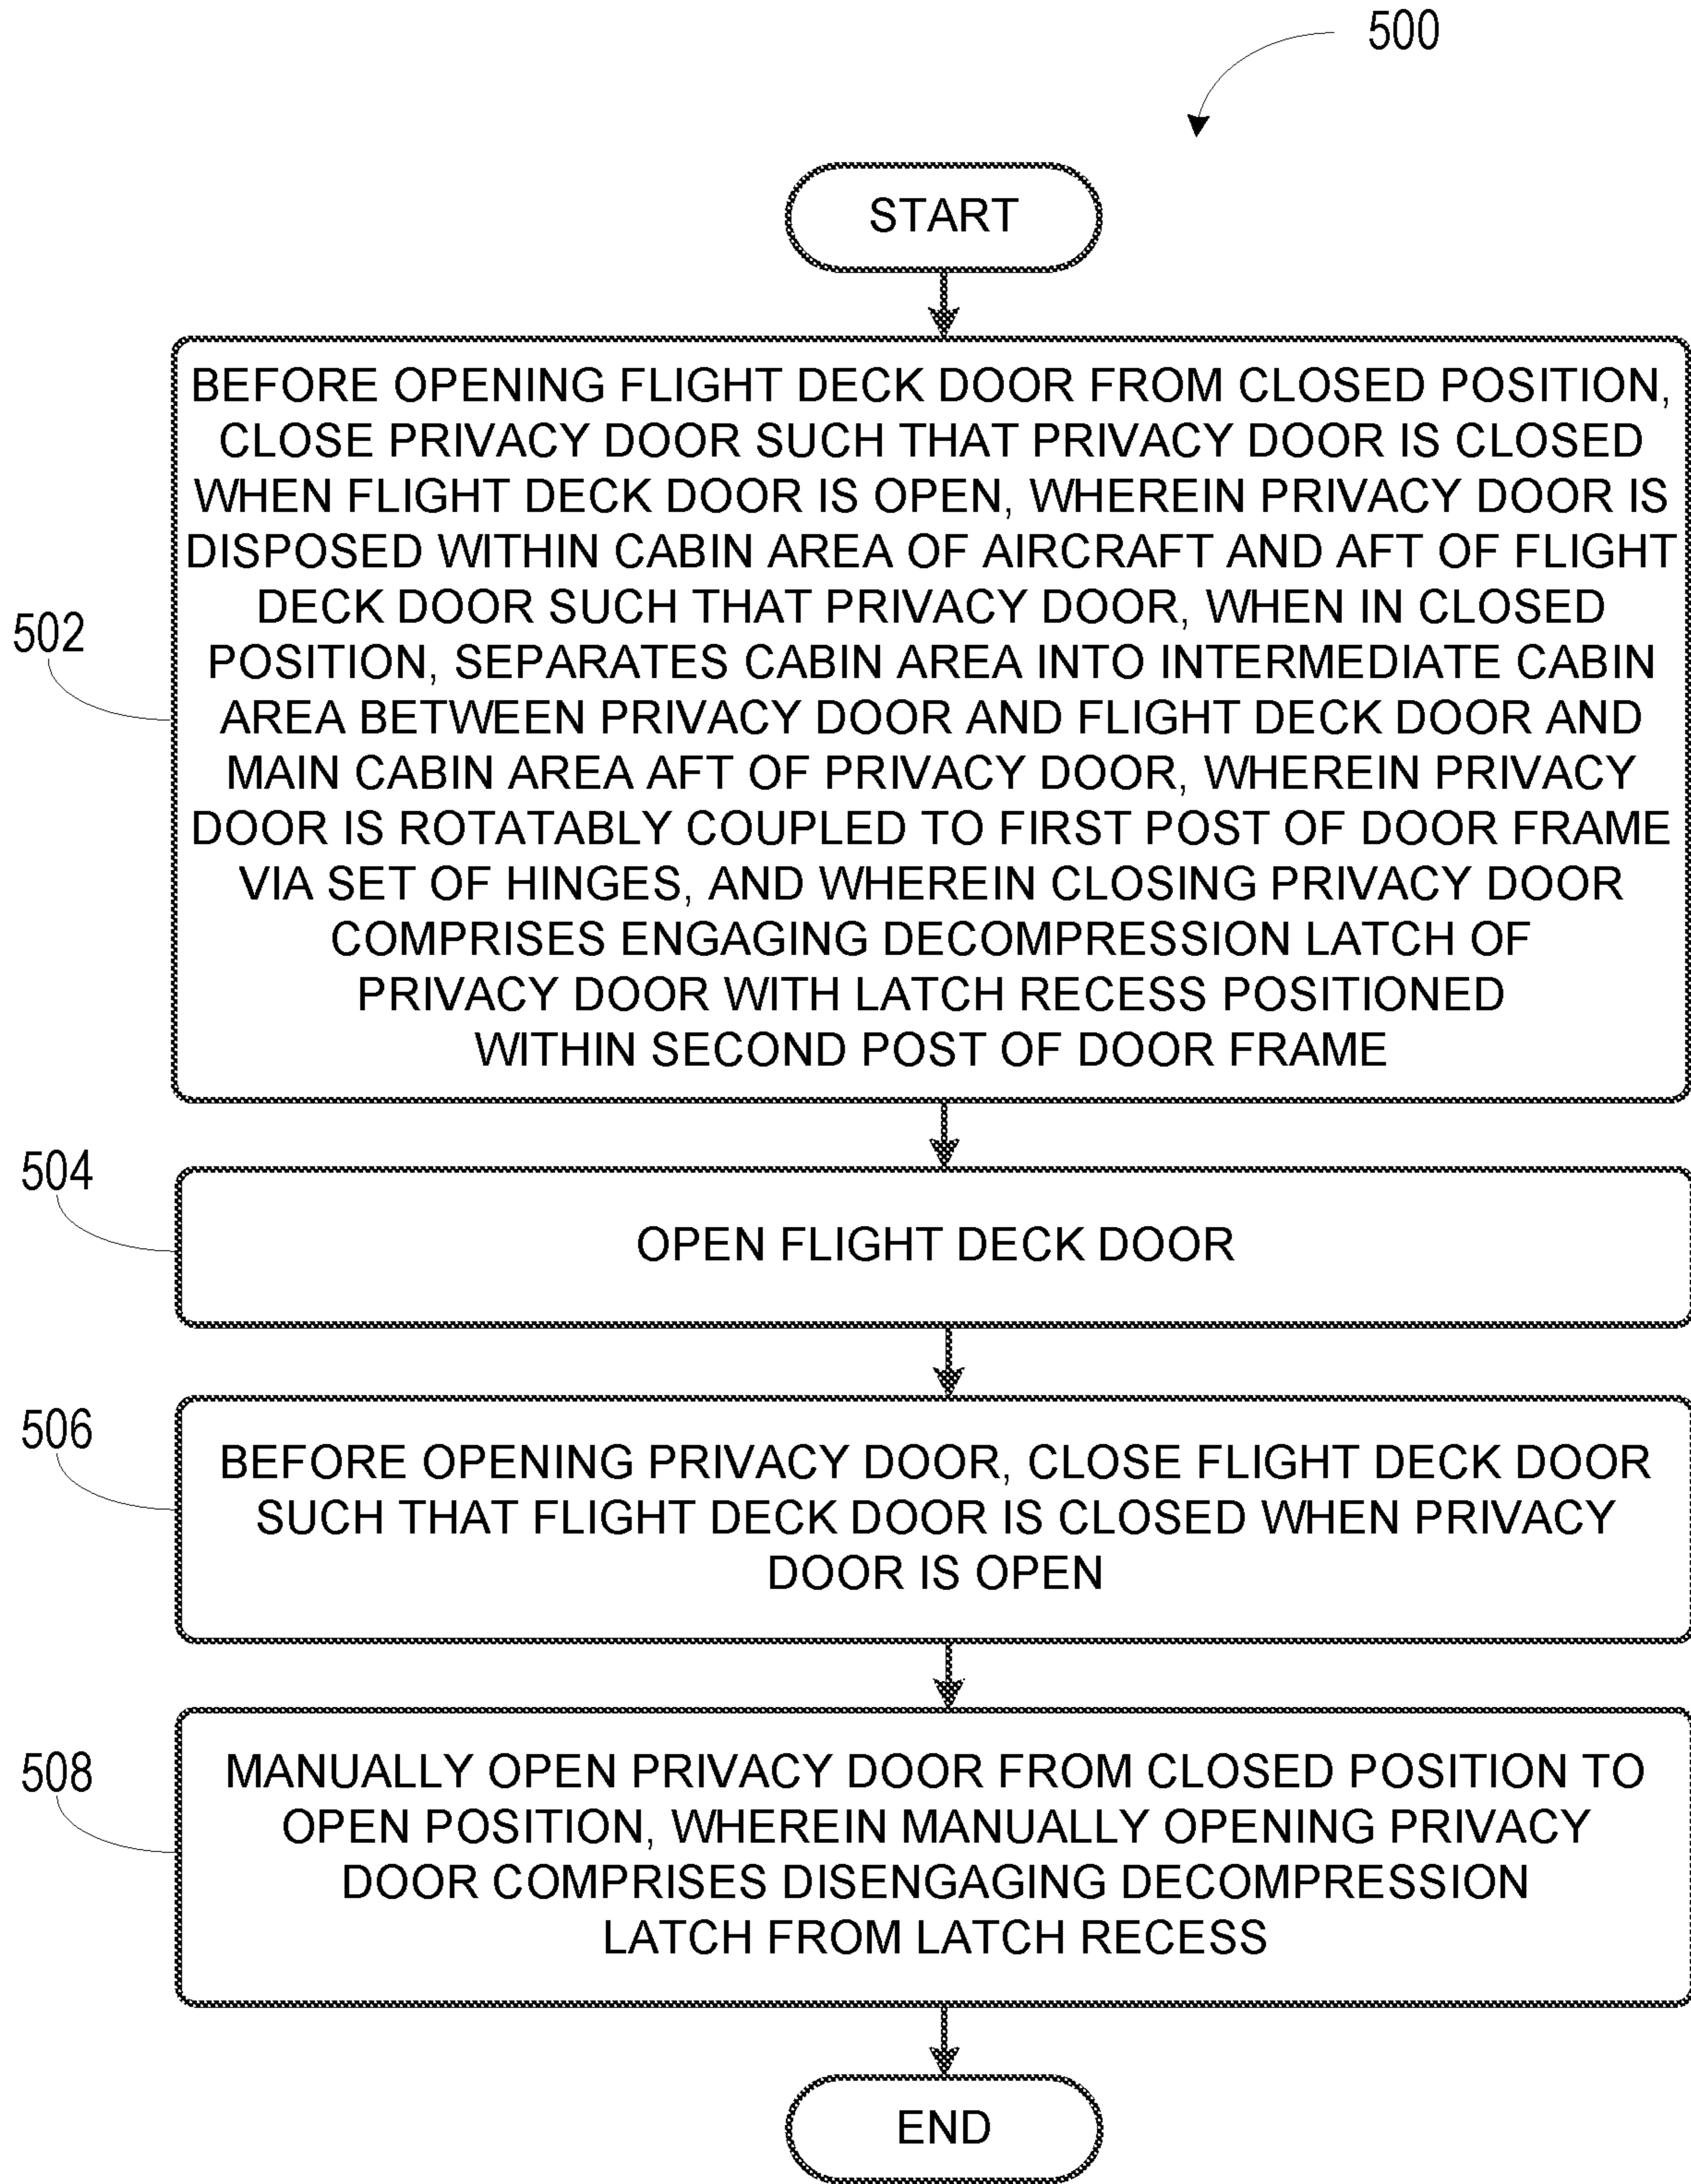 500
START
BEFORE OPENING FLIGHT DECK DOOR FROM CLOSED POSITION,
CLOSE PRIVACY DOOR SUCH THAT PRIVACY DOOR IS CLOSED
WHEN FLIGHT DECK DOOR IS OPEN, WHEREIN PRIVACY DOOR IS
DISPOSED WITHIN CABIN AREA OF AIRCRAFT AND AFT OF FLIGHT
DECK DOOR SUCH THAT PRIVACY DOOR, WHEN IN CLOSED
502
POSITION, SEPARATES CABIN AREA INTO INTERMEDIATE CABIN
AREA BETWEEN PRIVACY DOOR AND FLIGHT DECK DOOR AND
MAIN CABIN AREA AFT OF PRIVACY DOOR, WHEREIN PRIVACY
DOOR IS ROTATABLY COUPLED TO FIRST POST OF DOOR FRAME
VIA SET OF HINGES, AND WHEREIN CLOSING PRIVACY DOOR
COMPRISES ENGAGING DECOMPRESSION LATCH OF
PRIVACY DOOR WITH LATCH RECESS POSITIONED
WITHIN SECOND POST OF DOOR FRAME
504
OPEN FLIGHT DECK DOOR
506
BEFORE OPENING PRIVACY DOOR, CLOSE FLIGHT DECK DOOR
SUCH THAT FLIGHT DECK DOOR IS CLOSED WHEN PRIVACY
DOOR IS OPEN
508
MANUALLY OPEN PRIVACY DOOR FROM CLOSED POSITION TO
OPEN POSITION, WHEREIN MANUALLY OPENING PRIVACY
DOOR COMPRISES DISENGAGING DECOMPRESSION
LATCH FROM LATCH RECESS
END